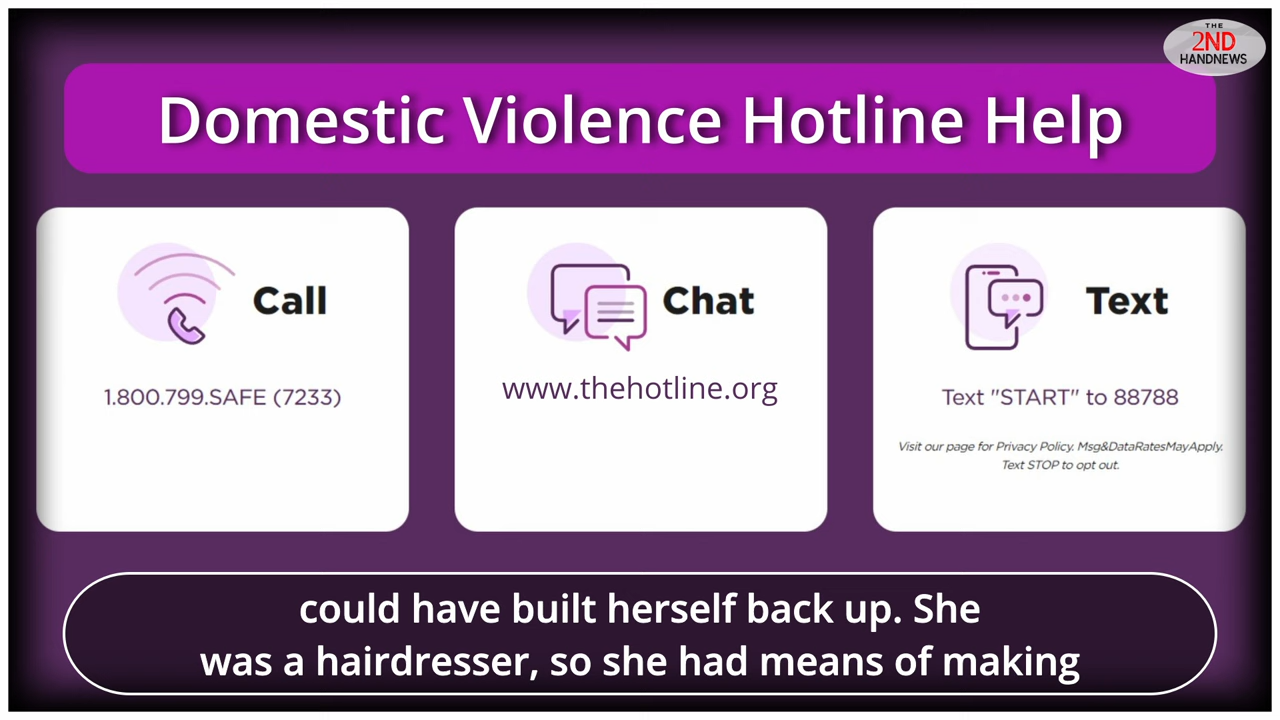 THE
2ND
HANDNEWS
Domestic Violence Hotline Help
Call
1.800.799.SAFE (7233)
Chat
www.thehotline.org
Text
Text "START" to 88788
Visit our page for Privacy Policy. Msg&DataRatesMayApply.
Text STOP to opt out.
could have built herself back up. She
was a hairdresser, so she had means of making